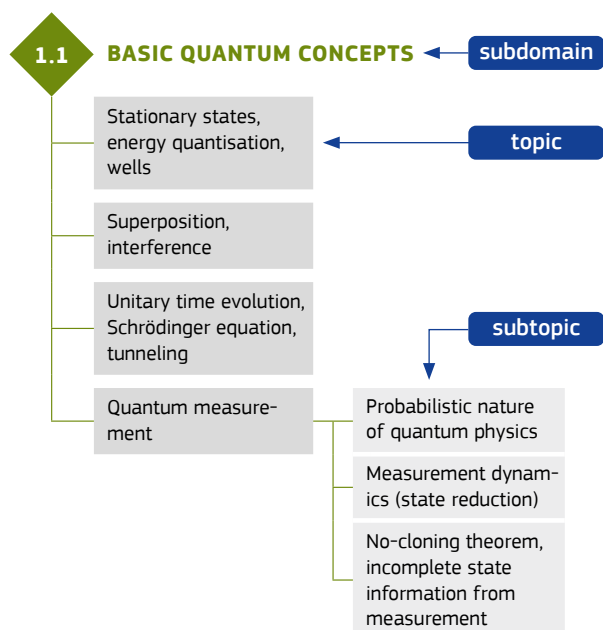 1.1 BASIC QUANTUM CONCEPTS
subdomain
Stationary states,
energy quantisation,
wells
topic
Superposition,
interference
Unitary time evolution,
Schrödinger equation,
tunneling
subtopic
Quantum measure-
ment
Probabilistic nature
of quantum physics
Measurement dynam-
ics (state reduction)
No-cloning theorem,
incomplete state
information from
measurement